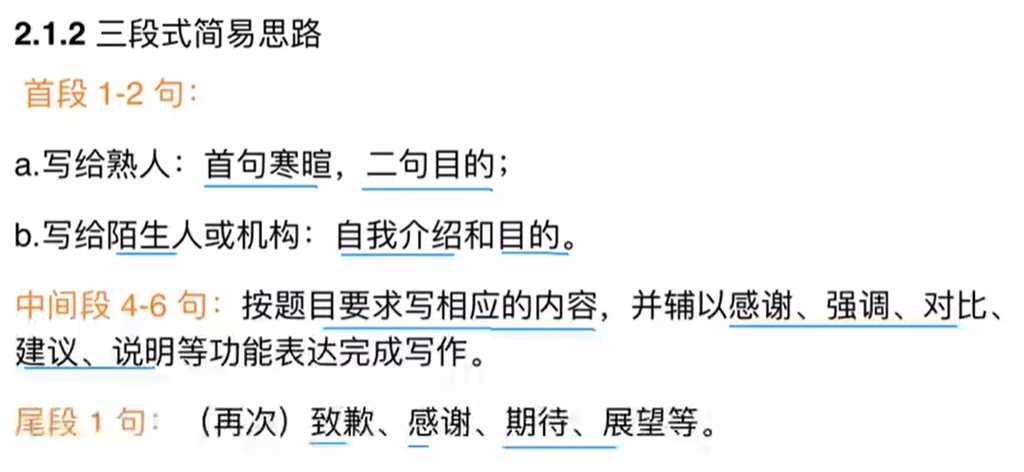 2.1.2 三段式简易思路
首段 1-2 句：
a.写给熟人：首句寒暄，二句目的；
b.写给陌生人或机构：自我介绍和目的。
中间段 4-6 句：按题目要求写相应的内容，并辅以感谢、强调、对比、
建议、说明等功能表达完成写作。
尾段 1 句：（再次）致歉、感谢、期待、展望等。